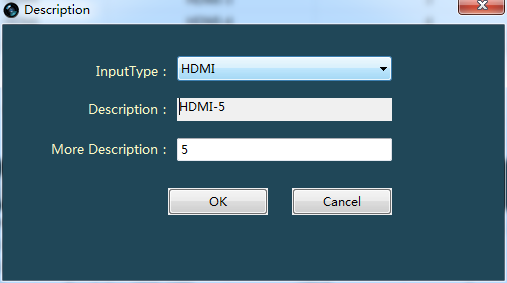 Description
InputType :
HDMI
Description :
HDMI-5
More Description :
5
OK
Cancel